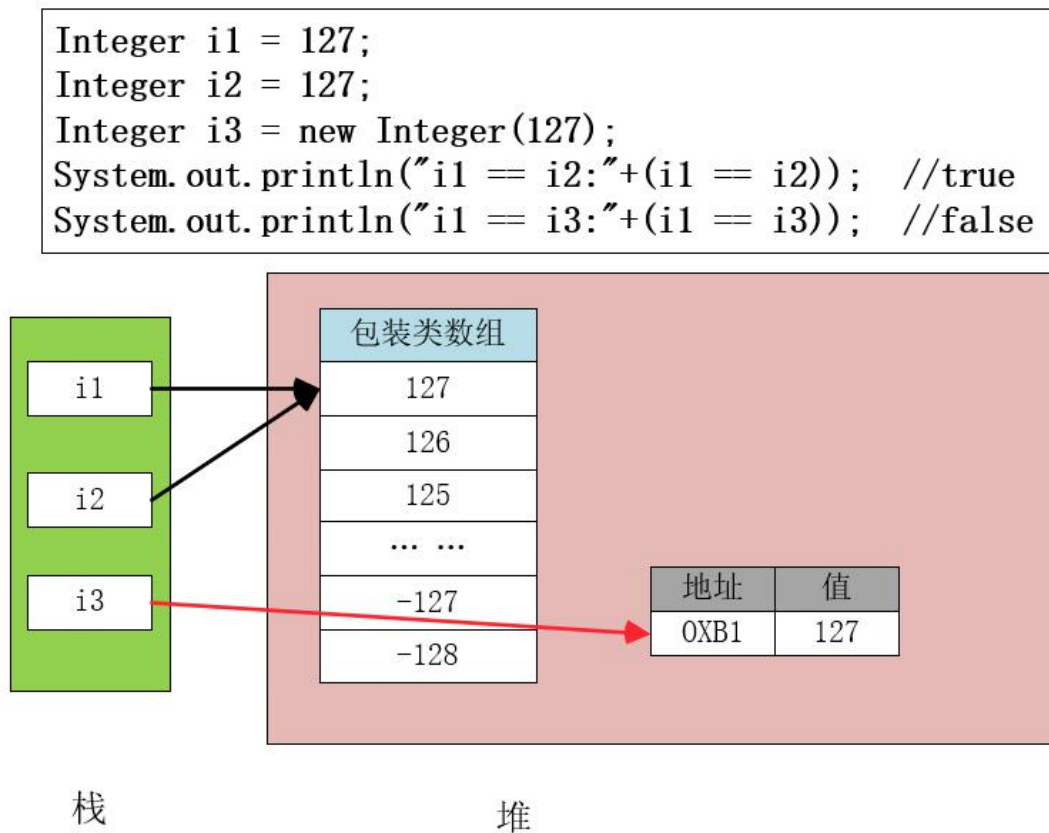 Integer i1 = 127;
Integer i2 = 127;
Integer i3 = new Integer(127);
System.out.println("i1 == i2:"+(i1 == i2));  //true
System.out.println("i1 == i3:"+(i1 == i3));  //false
包装类数组
i1
127
126
i2
125
... ...
地址 值
i3
-127
0XB1 127
-128
栈
堆